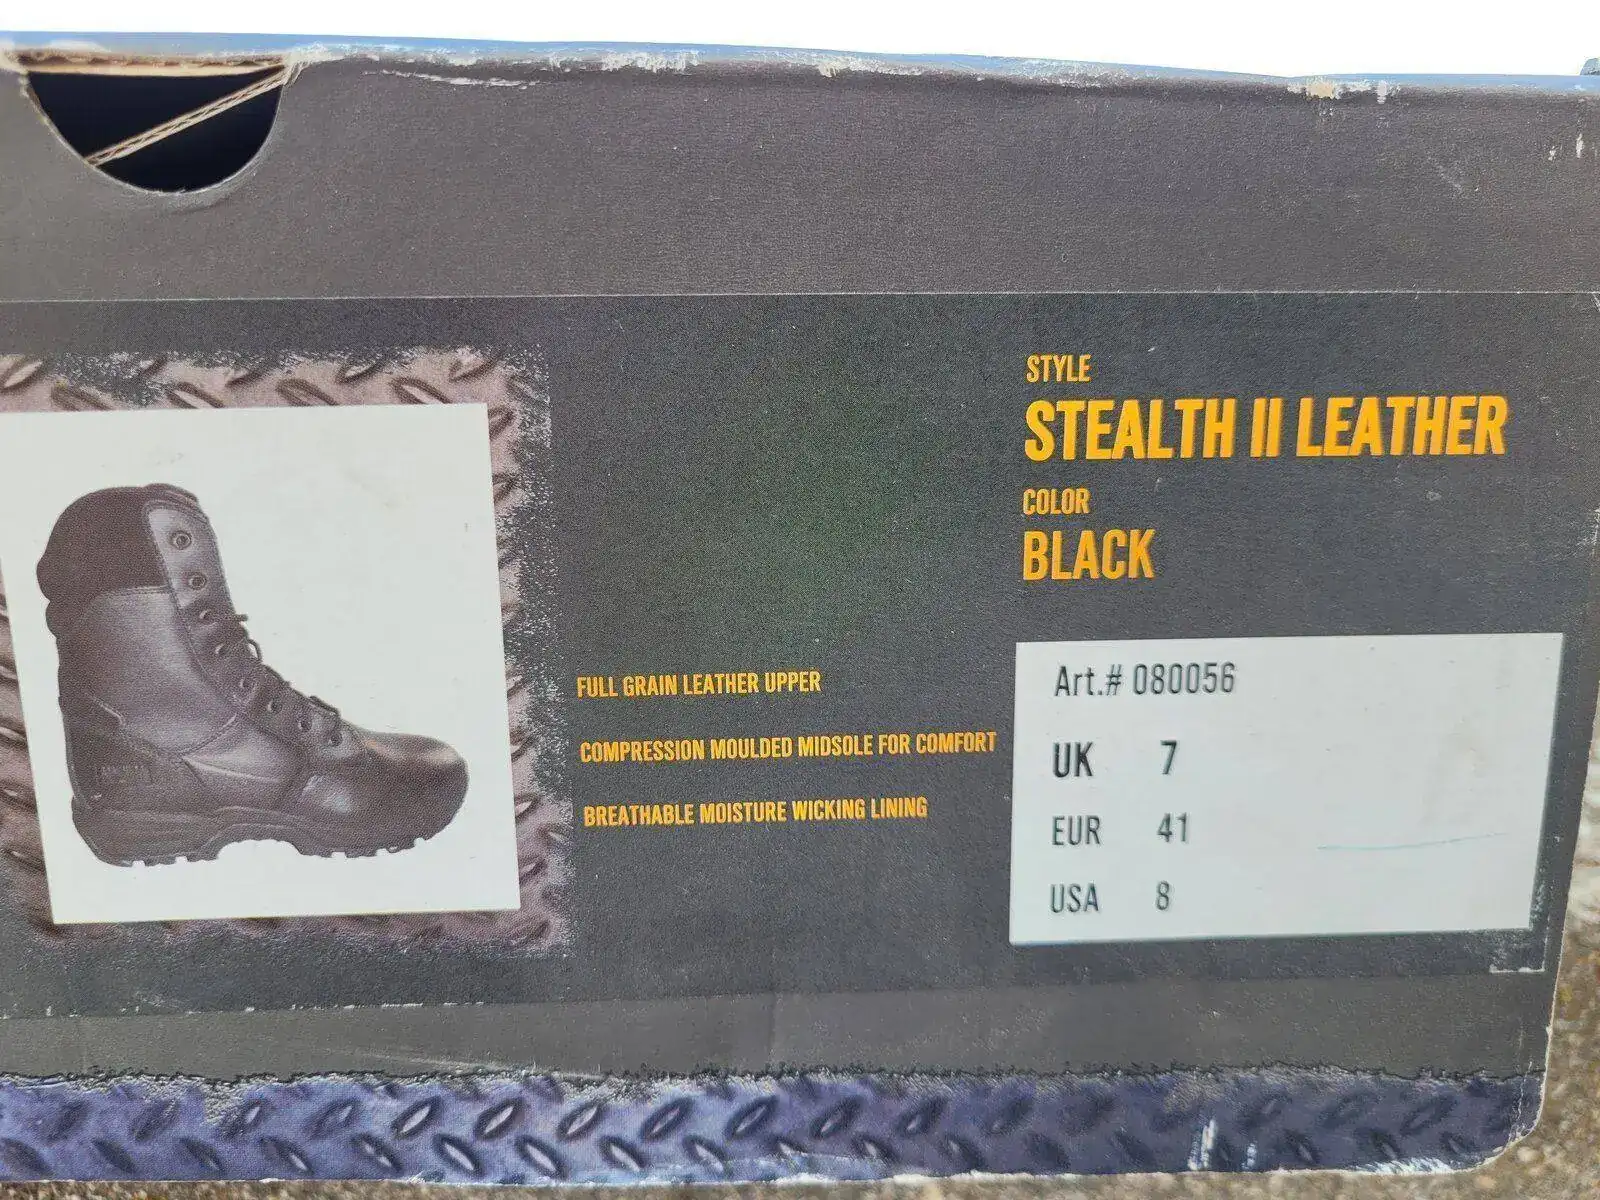 STYLE
STEALTH II LEATHER
COLOR
BLACK
FULL GRAIN LEATHER UPPER
COMPRESSION MOULDED MIDSOLE FOR COMFORT
BREATHABLE MOISTURE WICKING LINING
Art.# 080056
UK 7
EUR 41
USA 8